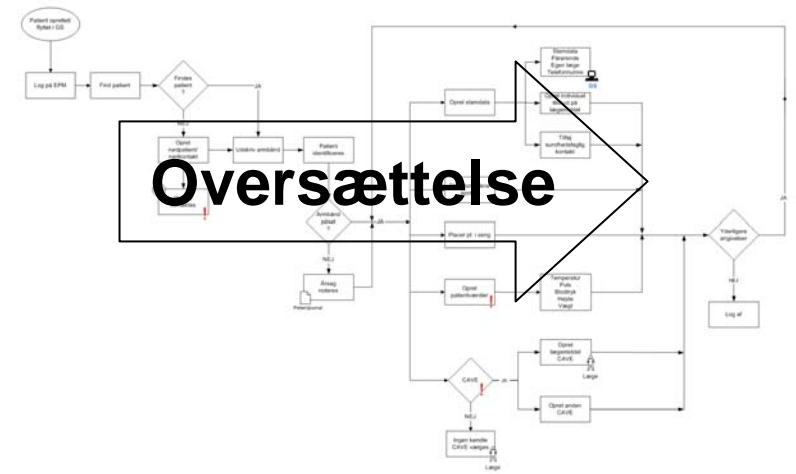 Patient oprettet/
flyttet i GS
Log på EPM
Find patient
Findes
patient
?
JA
NEJ
Opret
nødpatient/
nødkontakt
Udskriv armbånd
Patient
identificeres
Oversættelse
Armbånd
påsat
?
JA
NEJ
Årsag
noteres
Patientjournal
Opret stamdata
Stamdata
Pårørende
Egen læge
Telefonnumre
GS
Opret individuel
Tilføj
sundhedsfaglig
kontakt
Placer pt. i seng
Opret
patientværdier
Temperatur
Puls
Blodtryk
Højde
Vægt
CAVE
JA
NEJ
Opret
lægemiddel
CAVE
Læge
Opret anden
CAVE
Ingen kendte
CAVE vælges
Læge
Yderligere
angivelser
JA
NEJ
Log af